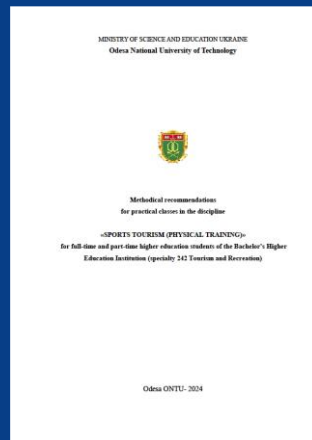 MINISTRY OF SCIENCE AND EDUCATION UKRAINE
Odesa National University of Technology
Methodical recommendations
for practical classes in the discipline
«SPORTS TOURISM (PHYSICAL TRAINING)»
for full-time and part-time higher education students of the Bachelor's Higher
Education Institution (specialty 242 Tourism and Recreation)
Odesa ONTU- 2024